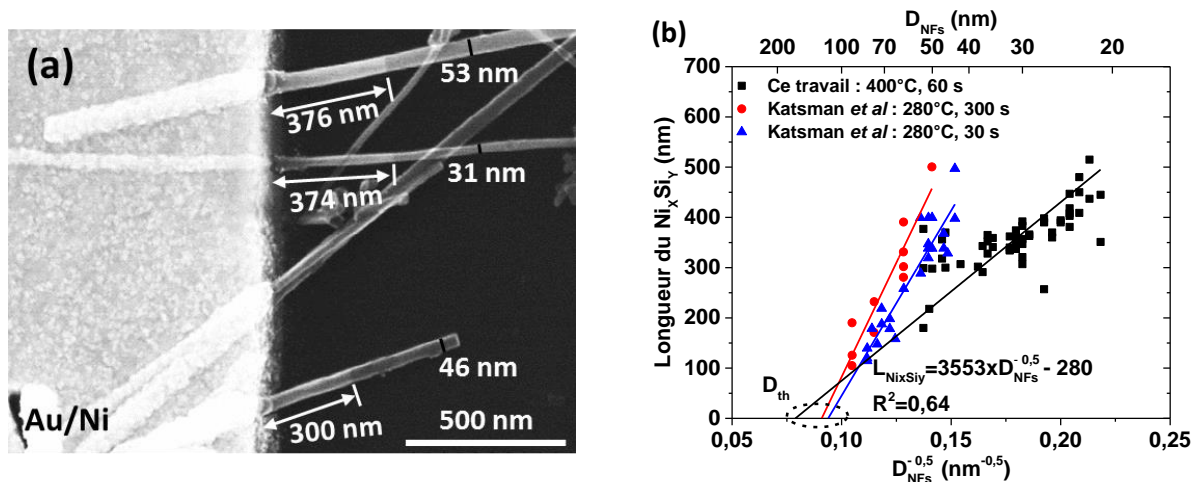 (a)
53 nm
376 nm
31 nm
374 nm
46 nm
300 nm
Au/Ni
500 nm
(b)
D_NFs (nm)
200 100 70 50 40 30 20
700
600
500
400
300
200
100
0
Longueur du Ni_XSi_Y (nm)
Ce travail : 400°C, 60 s
Katsman et al : 280°C, 300 s
Katsman et al : 280°C, 30 s
D_th
L_NixSiy=3553xD_NFs^-0,5 - 280
R²=0,64
0,05 0,10 0,15 0,20 0,25
D_NFs^-0,5 (nm^-0,5)